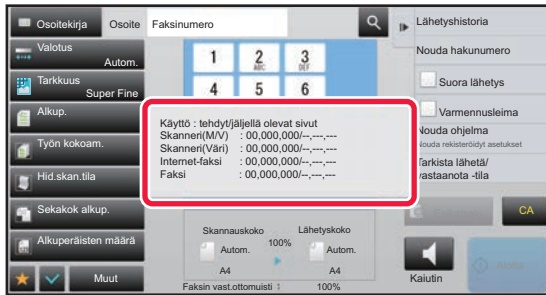 Osoitekirja
Osoite
Faksinumero
Valotus
Autom.
Tarkkuus
Super Fine
Alkup.
Työn kokoam.
Hid.skan.tila
Sekakok alkup.
Alkuperäisten määrä
Muut
1
2
ABC
3
DEF
4
5
6
Käyttö : tehdyt/jäljellä olevat sivut
Skanneri(M/V) : 00,000,000/--,---,---
Skanneri(Väri) : 00,000,000/--,---,---
Internet-faksi : 00,000,000/--,---,---
Faksi : 00,000,000/--,---,---
Skannauskoko
Lähetyskoko
100%
Autom.
Autom.
A4
A4
Faksin vast.ottomuisti :
100%
Lähetyshistoria
Nouda hakunumero
Suora lähetys
Varmennusleima
Nouda ohjelma
Nouda rekisteröidyt asetukset
Tarkista lähetä/
vastaanota -tila
CA
Kaiutin